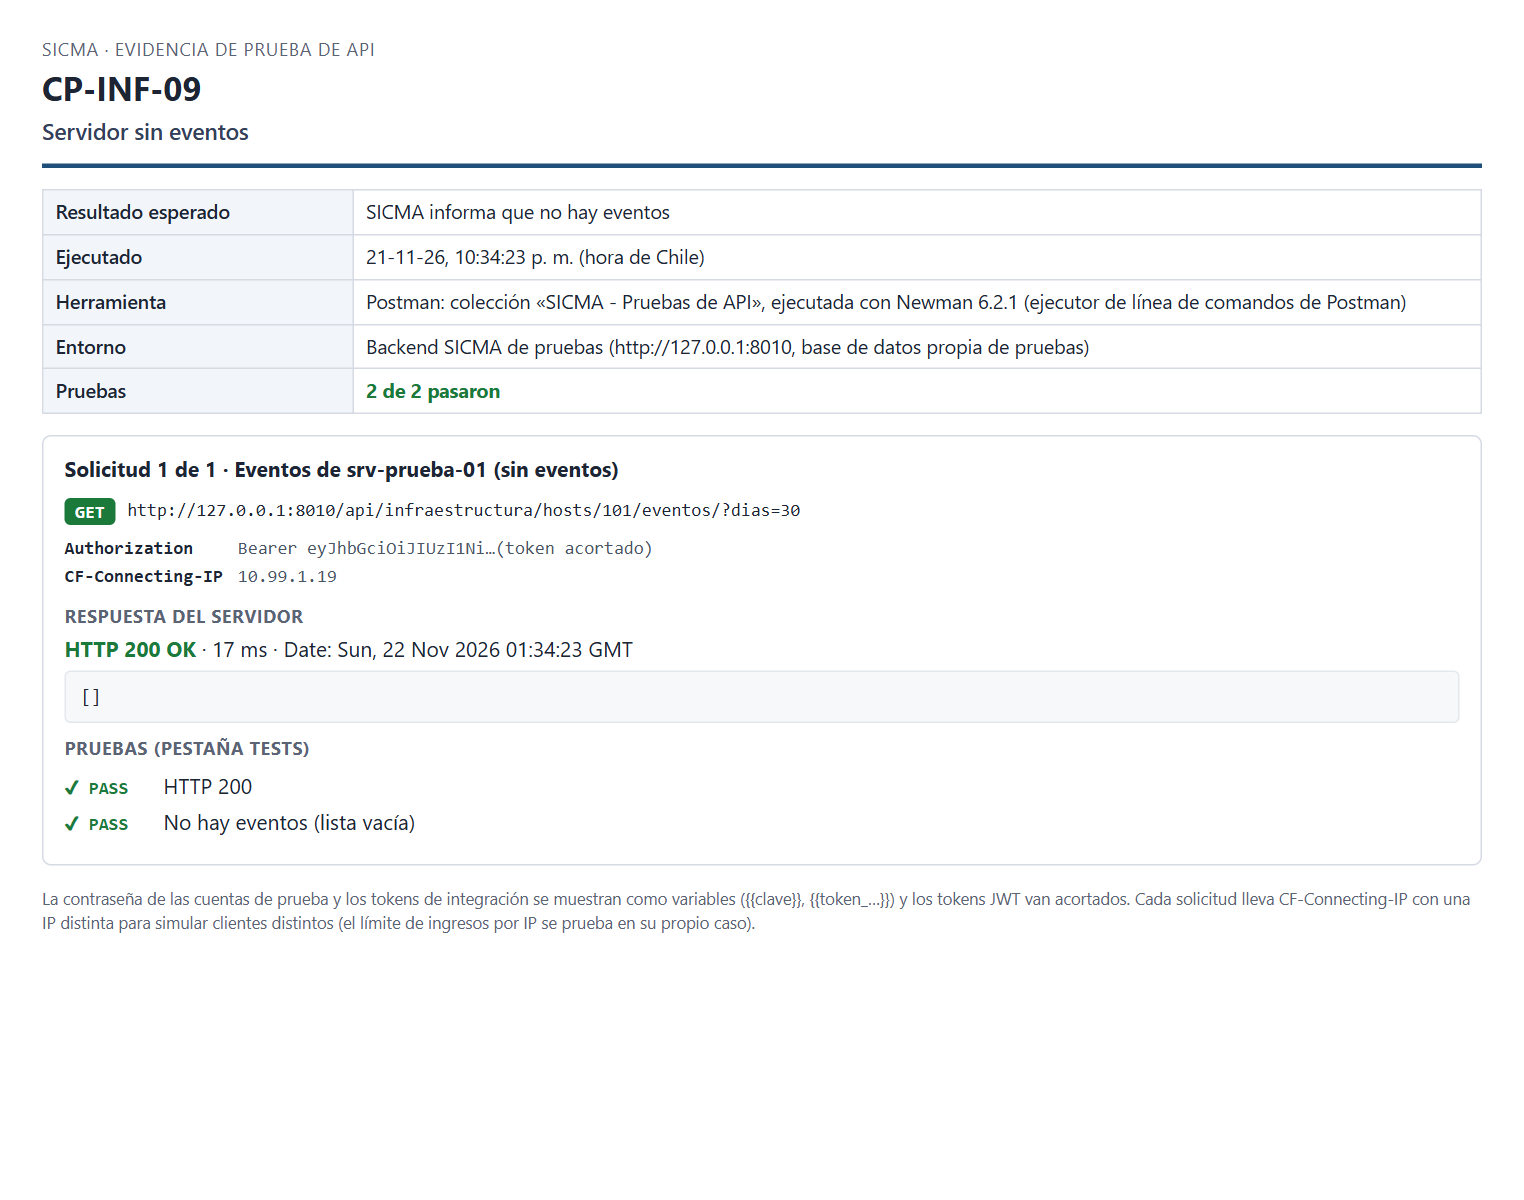 SICMA · EVIDENCIA DE PRUEBA DE API
CP-INF-09
Servidor sin eventos
Resultado esperado SICMA informa que no hay eventos
Ejecutado 21-11-26, 10:34:23 p. m. (hora de Chile)
Herramienta Postman: colección «SICMA - Pruebas de API», ejecutada con Newman 6.2.1 (ejecutor de línea de comandos de Postman)
Entorno Backend SICMA de pruebas (http://127.0.0.1:8010, base de datos propia de pruebas)
Pruebas 2 de 2 pasaron
Solicitud 1 de 1 · Eventos de srv-prueba-01 (sin eventos)
GET http://127.0.0.1:8010/api/infraestructura/hosts/101/eventos/?dias=30
Authorization Bearer eyJhbGciOiJIUzI1Ni…(token acortado)
CF-Connecting-IP 10.99.1.19
RESPUESTA DEL SERVIDOR
HTTP 200 OK · 17 ms · Date: Sun, 22 Nov 2026 01:34:23 GMT
[]
PRUEBAS (PESTAÑA TESTS)
✔ PASS HTTP 200
✔ PASS No hay eventos (lista vacía)
La contraseña de las cuentas de prueba y los tokens de integración se muestran como variables ({{clave}}, {{token_...}}) y los tokens JWT van acortados. Cada solicitud lleva CF-Connecting-IP con una
IP distinta para simular clientes distintos (el límite de ingresos por IP se prueba en su propio caso).